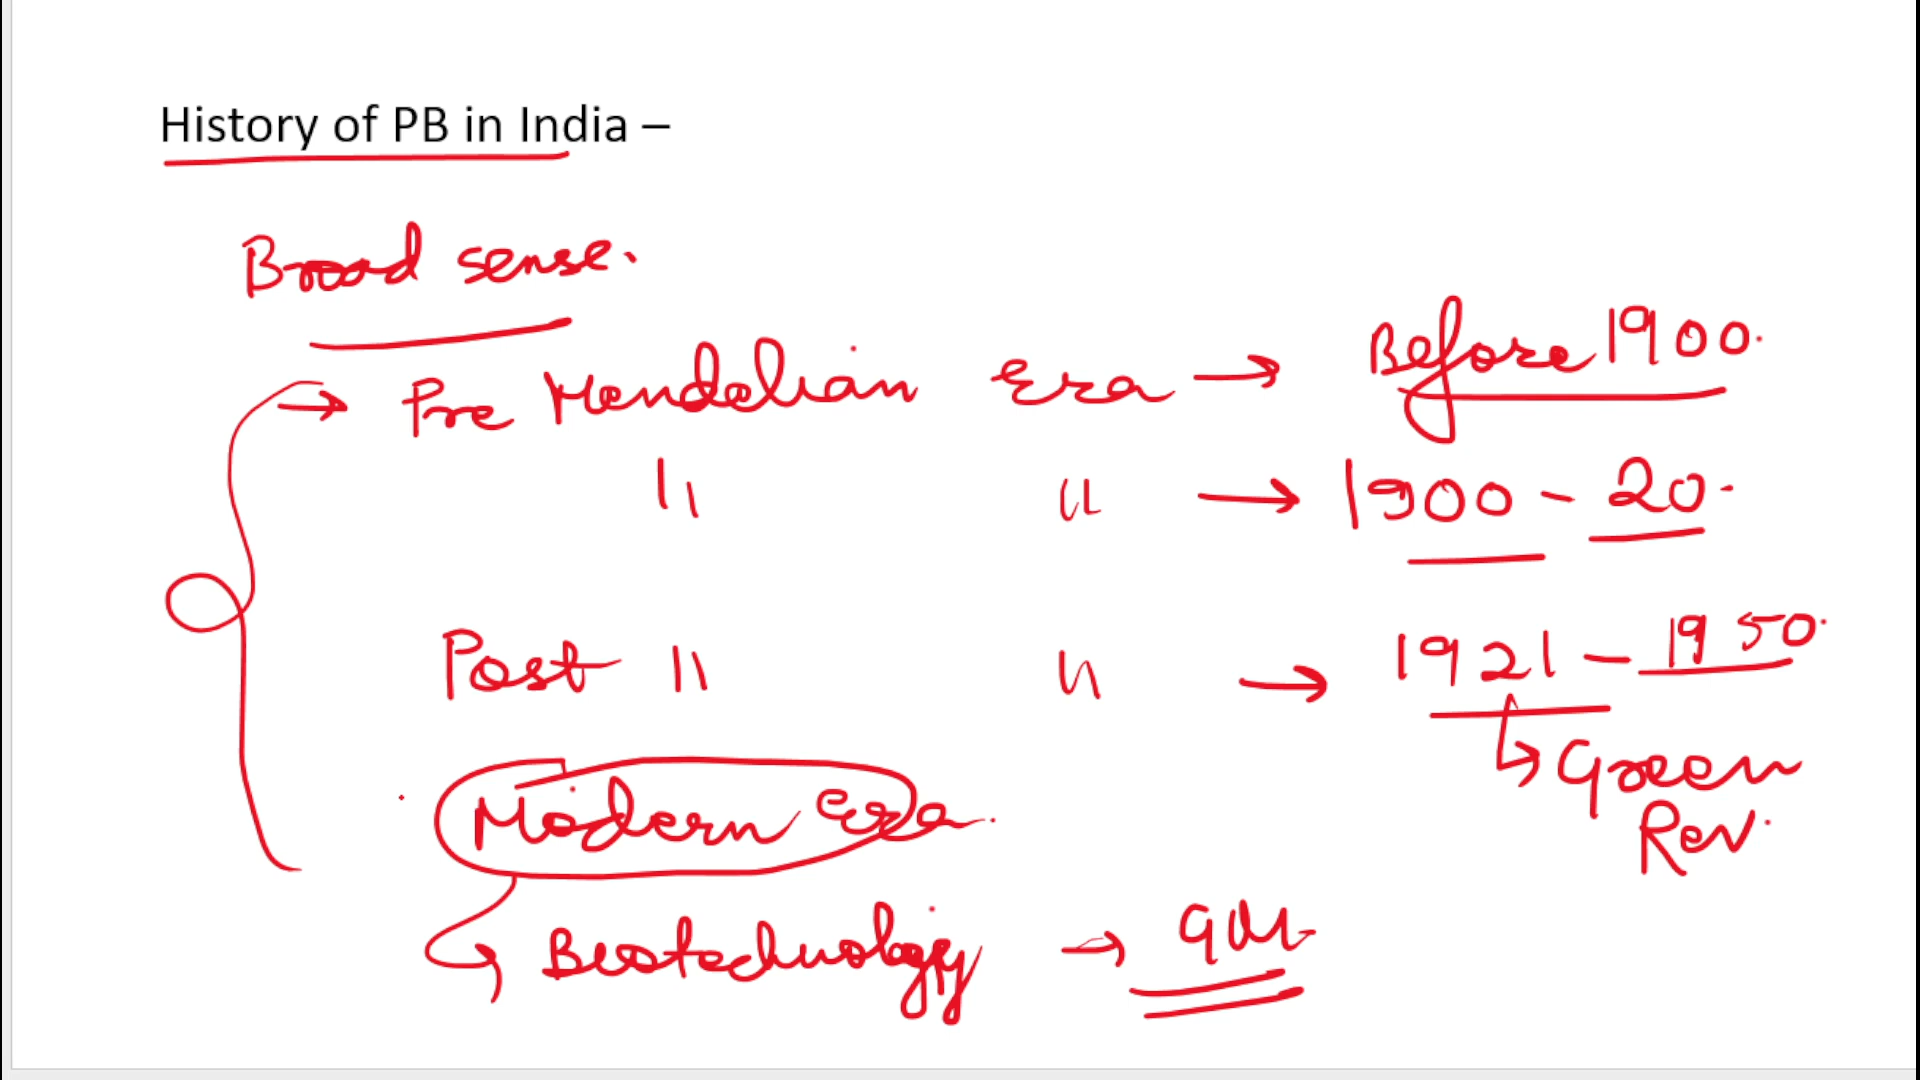 History of PB in India –
Broad sense.
→ Pre Mendelian Era → Before 1900.
" " → 1900 - 20.
Post " " → 1921 - 1950.
↳ Green
Rev.
Modern Era.
↳ Biotechnology → GM